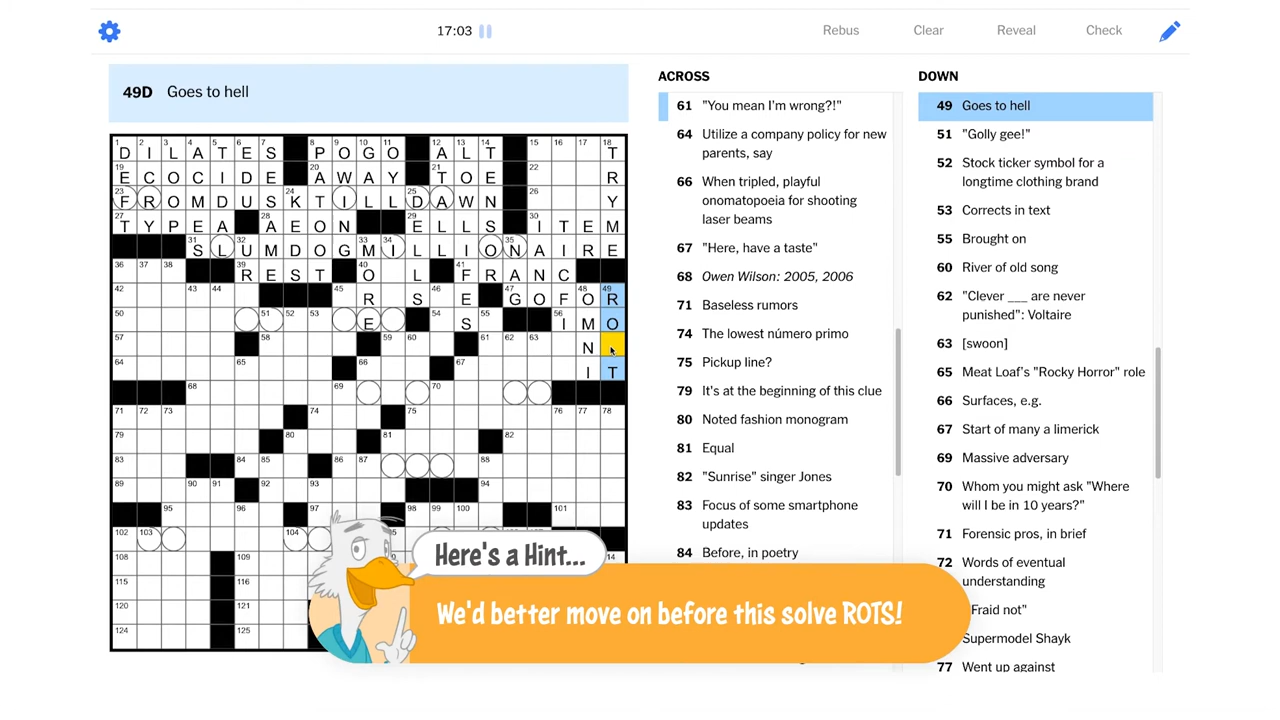 17:03
Rebus Clear Reveal Check
49D Goes to hell
ACROSS
61 "You mean I'm wrong?!"
64 Utilize a company policy for new
parents, say
66 When tripled, playful
onomatopoeia for shooting
laser beams
67 "Here, have a taste"
68 Owen Wilson: 2005, 2006
71 Baseless rumors
74 The lowest número primo
75 Pickup line?
79 It's at the beginning of this clue
80 Noted fashion monogram
81 Equal
82 "Sunrise" singer Jones
83 Focus of some smartphone
updates
84 Before, in poetry
DOWN
49 Goes to hell
51 "Golly gee!"
52 Stock ticker symbol for a
longtime clothing brand
53 Corrects in text
55 Brought on
60 River of old song
62 "Clever ___ are never
punished": Voltaire
63 [swoon]
65 Meat Loaf's "Rocky Horror" role
66 Surfaces, e.g.
67 Start of many a limerick
69 Massive adversary
70 Whom you might ask "Where
will I be in 10 years?"
71 Forensic pros, in brief
72 Words of eventual
understanding
Fraid not"
Supermodel Shayk
77 Went up against
DILATES POGO ALT T
ECOCIDE AWAY TOE R
FROMDUSKTILLDAWN Y
TYPEA AEON ELLS ITEM
SLUMDOGMILLIONAIRE
REST O L FRANC
R S E GOFO R
E S IMO
N
I T
Here's a Hint...
We'd better move on before this solve ROTS!